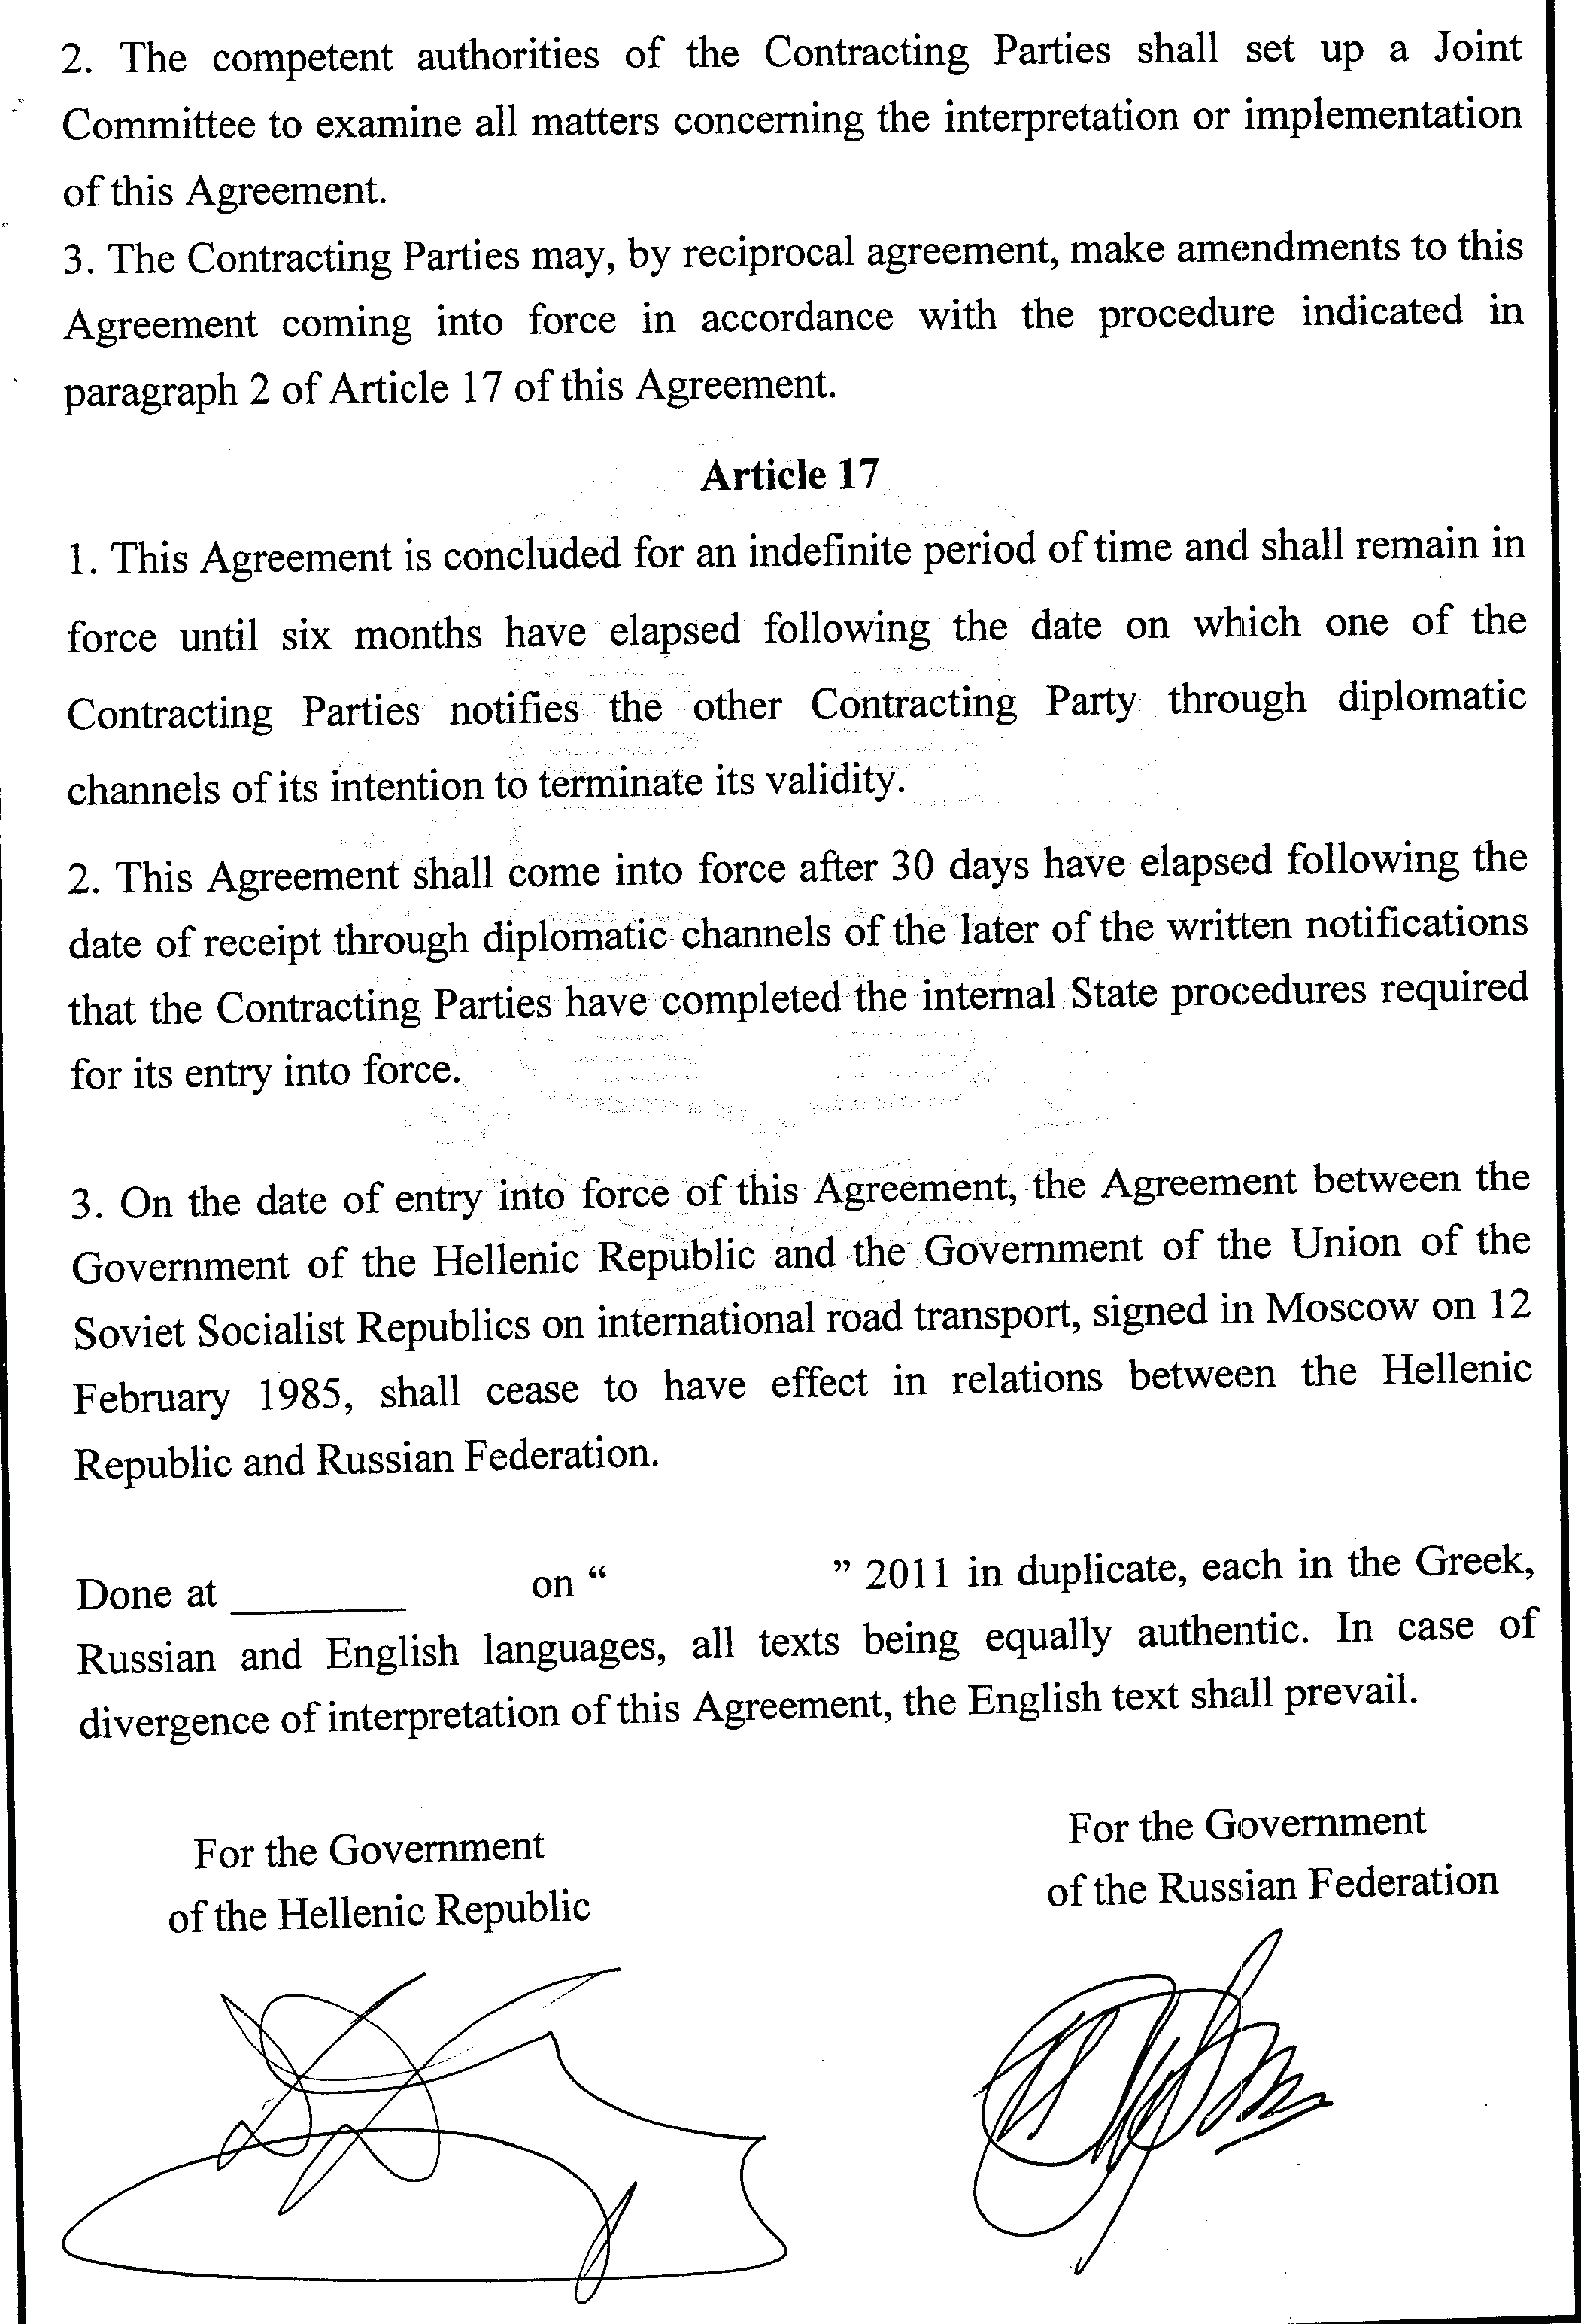 2. The competent authorities of the Contracting Parties shall set up a Joint
Committee to examine all matters concerning the interpretation or implementation
of this Agreement.
3. The Contracting Parties may, by reciprocal agreement, make amendments to this
Agreement coming into force in accordance with the procedure indicated in
paragraph 2 of Article 17 of this Agreement.
Article 17
1. This Agreement is concluded for an indefinite period of time and shall remain in
force until six months have elapsed following the date on which one of the
Contracting Parties notifies the other Contracting Party through diplomatic
channels of its intention to terminate its validity.
2. This Agreement shall come into force after 30 days have elapsed following the
date of receipt through diplomatic channels of the later of the written notifications
that the Contracting Parties have completed the internal State procedures required
for its entry into force.
3. On the date of entry into force of this Agreement, the Agreement between the
Government of the Hellenic Republic and the Government of the Union of the
Soviet Socialist Republics on international road transport, signed in Moscow on 12
February 1985, shall cease to have effect in relations between the Hellenic
Republic and Russian Federation.
Done at ________ on “ ” 2011 in duplicate, each in the Greek,
Russian and English languages, all texts being equally authentic. In case of
divergence of interpretation of this Agreement, the English text shall prevail.
For the Government
of the Hellenic Republic
For the Government
of the Russian Federation